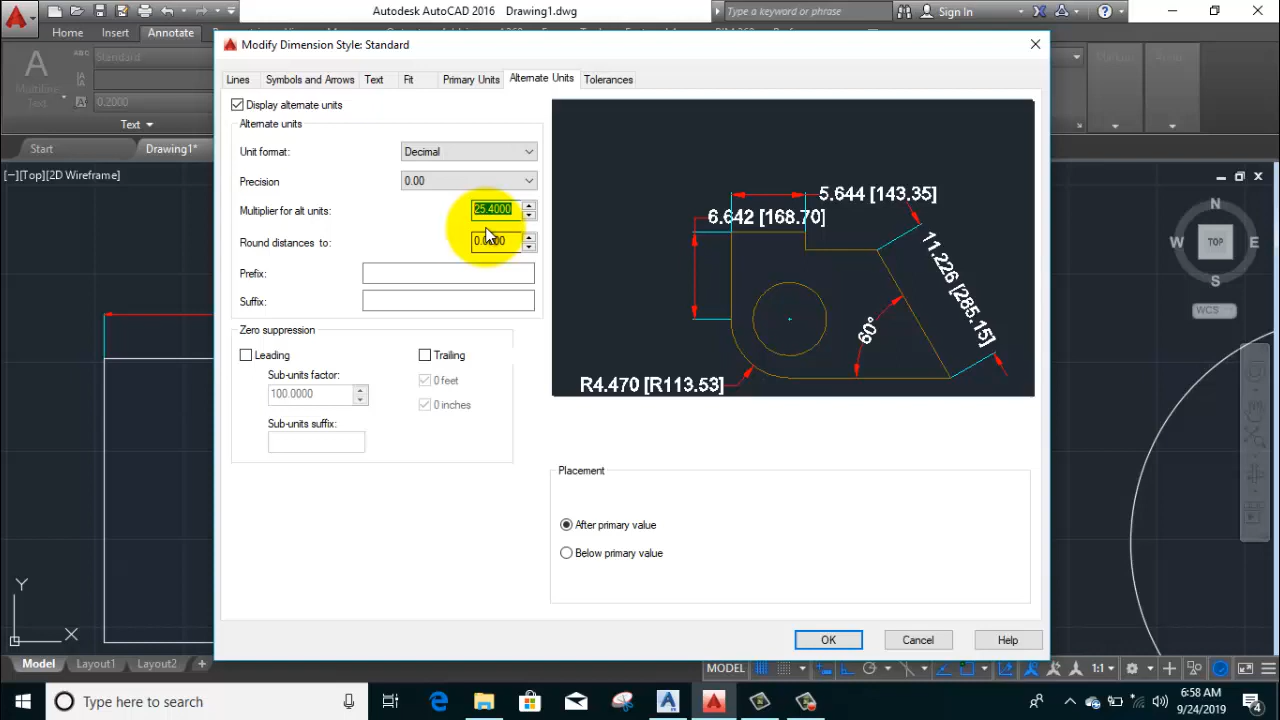 Autodesk AutoCAD 2016 Drawing1.dwg
Type a keyword or phrase
Sign In
Home
Insert
Annotate
A
ABC
Standard
Multiline
Text
0.2000
Text
Markup
Start
Drawing1*
[−][Top][2D Wireframe]
Modify Dimension Style: Standard
Lines
Symbols and Arrows
Text
Fit
Primary Units
Alternate Units
Tolerances
Display alternate units
Alternate units
Unit format:
Decimal
Precision
0.00
Multiplier for alt units:
25.4000
Round distances to:
Prefix:
Suffix:
Zero suppression
Leading
Trailing
Sub-units factor:
0 feet
100.0000
0 inches
Sub-units suffix:
5.644 [143.35]
6.642 [168.70]
11.226 [285.15]
60°
R4.470 [R113.53]
Placement
After primary value
Below primary value
OK
Cancel
Help
N
W
TOP
E
S
WCS
Y
X
Model
Layout1
Layout2
+
MODEL
1:1
Type here to search
6:58 AM
9/24/2019
4